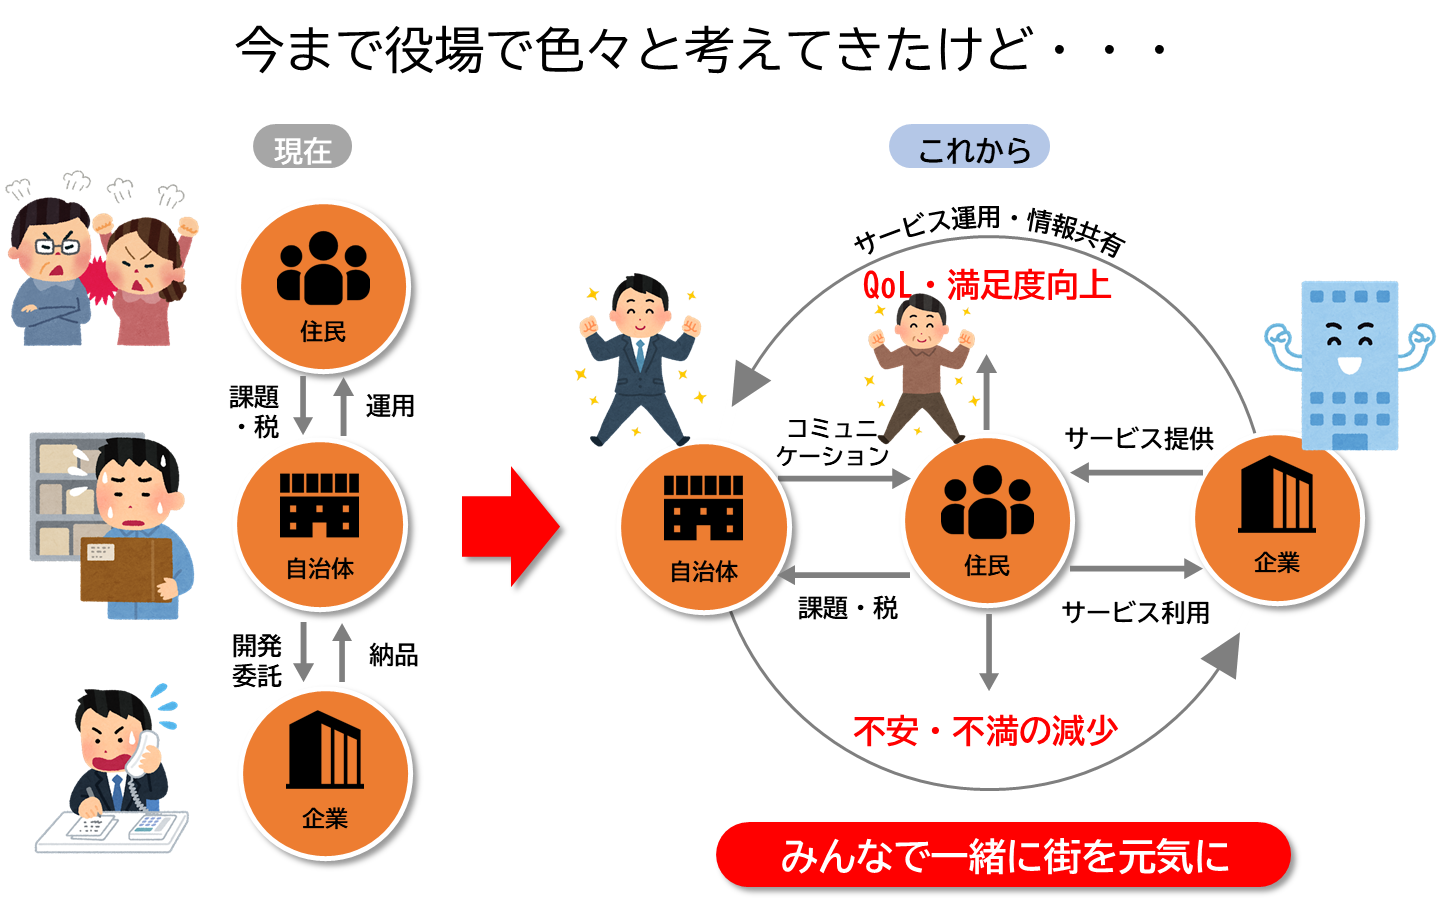 今まで役場で色々と考えてきたけど・・・
現在
住民
課題
・税
運用
自治体
開発
委託
納品
企業
これから
サービス運用・情報共有
QoL・満足度向上
コミュニ
ケーション
サービス提供
自治体
住民
企業
課題・税
サービス利用
不安・不満の減少
みんなで一緒に街を元気に